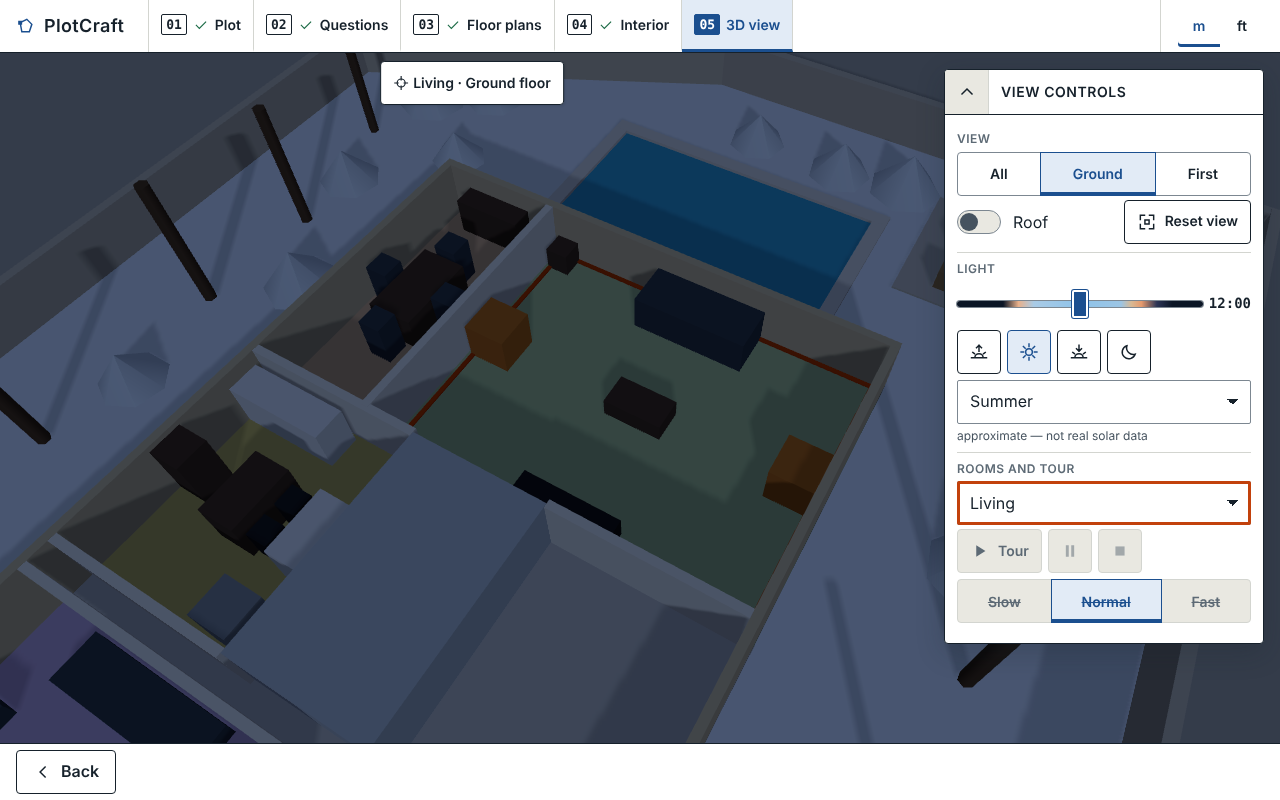 PlotCraft
01 Plot
02 Questions
03 Floor plans
04 Interior
05 3D view
m
ft
Living · Ground floor
VIEW CONTROLS
VIEW
All
Ground
First
Roof
Reset view
LIGHT
12:00
Summer
approximate — not real solar data
ROOMS AND TOUR
Living
Tour
Slow
Normal
Fast
Back